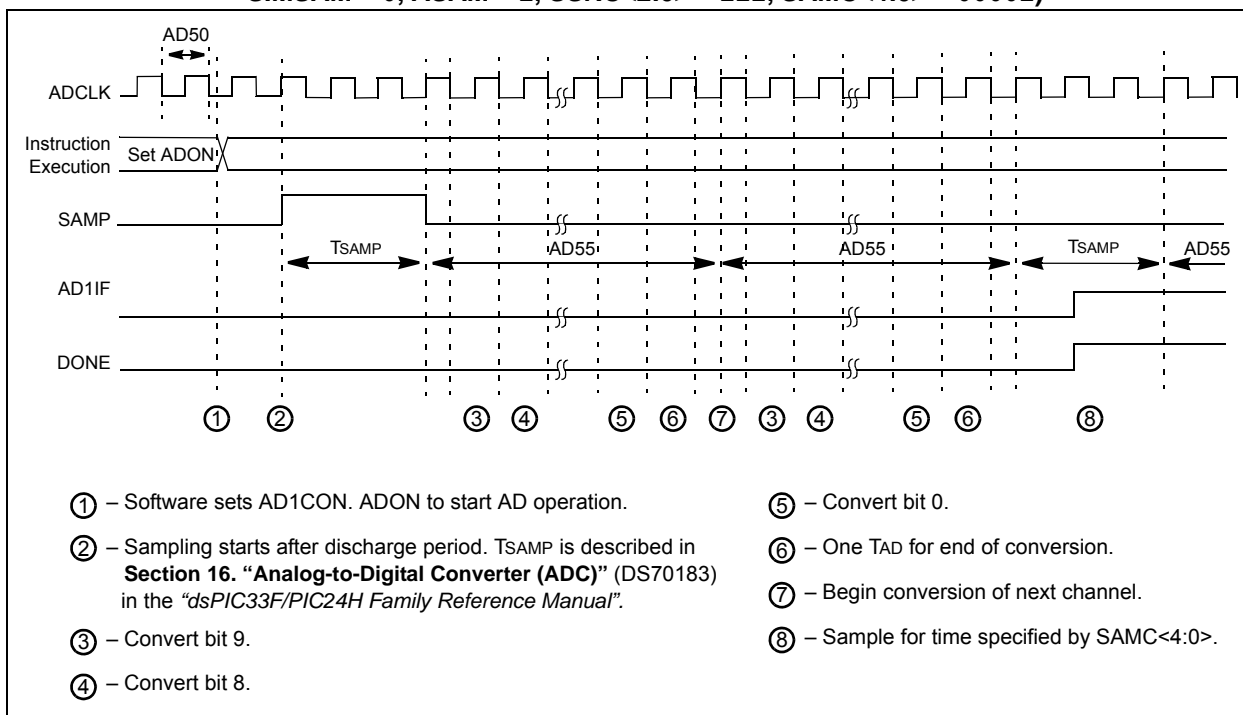 AD50
ADCLK
Instruction
Execution
Set ADON
SAMP
TSAMP
AD55
AD55
TSAMP
AD55
AD1IF
DONE
1 2 3 4 5 6 7 3 4 5 6 8
1 – Software sets AD1CON. ADON to start AD operation.
2 – Sampling starts after discharge period. TSAMP is described in
Section 16. “Analog-to-Digital Converter (ADC)” (DS70183)
in the “dsPIC33F/PIC24H Family Reference Manual”.
3 – Convert bit 9.
4 – Convert bit 8.
5 – Convert bit 0.
6 – One TAD for end of conversion.
7 – Begin conversion of next channel.
8 – Sample for time specified by SAMC<4:0>.